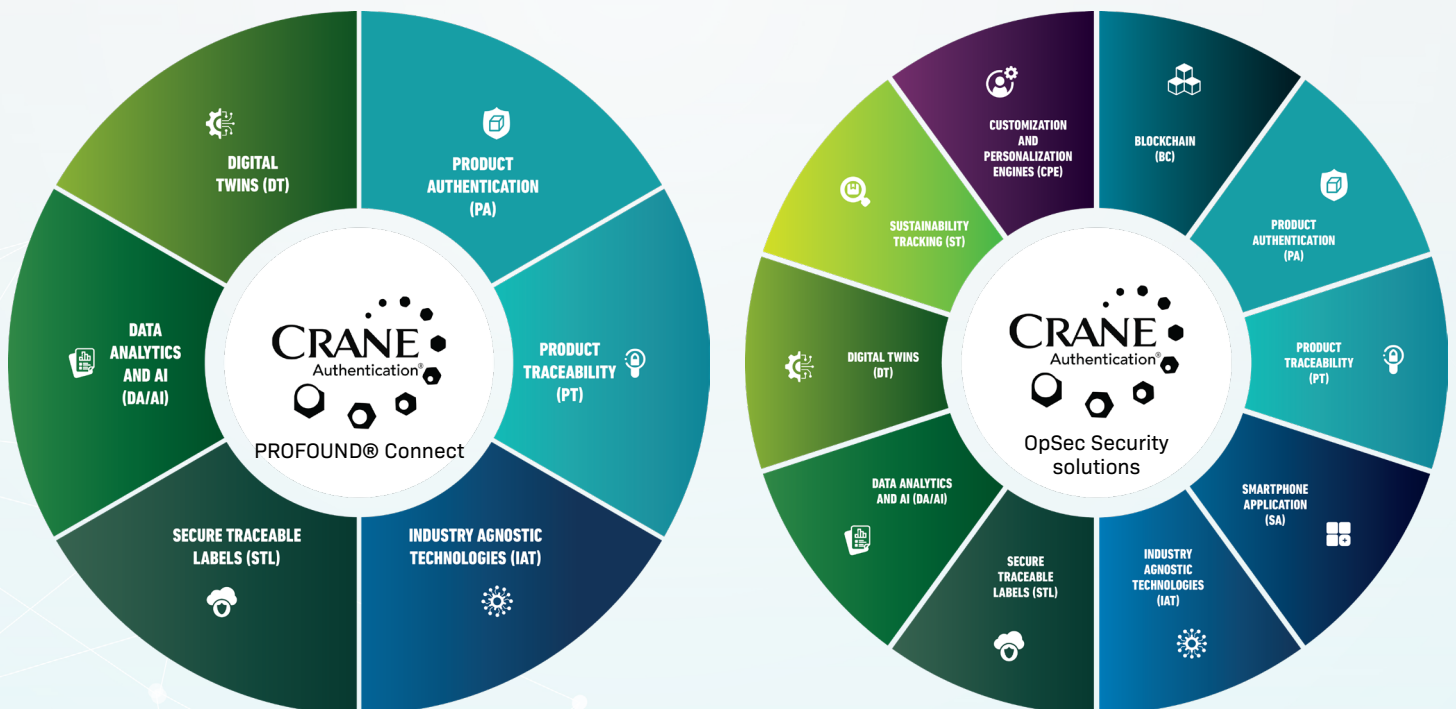 DIGITAL
TWINS (DT)
PRODUCT
AUTHENTICATION
(PA)
DATA
ANALYTICS
AND AI
(DA/AI)
CRANE
Authentication®
PROFOUND® Connect
PRODUCT
TRACEABILITY
(PT)
SECURE TRACEABLE
LABELS (STL)
INDUSTRY AGNOSTIC
TECHNOLOGIES (IAT)
CUSTOMIZATION
AND
PERSONALIZATION
ENGINES (CPE)
BLOCKCHAIN
(BC)
SUSTAINABILITY
TRACKING (ST)
PRODUCT
AUTHENTICATION
(PA)
DIGITAL TWINS
(DT)
CRANE
Authentication®
OpSec Security
solutions
PRODUCT
TRACEABILITY
(PT)
DATA ANALYTICS
AND AI (DA/AI)
SMARTPHONE
APPLICATION
(SA)
SECURE
TRACEABLE
LABELS (STL)
INDUSTRY
AGNOSTIC
TECHNOLOGIES
(IAT)